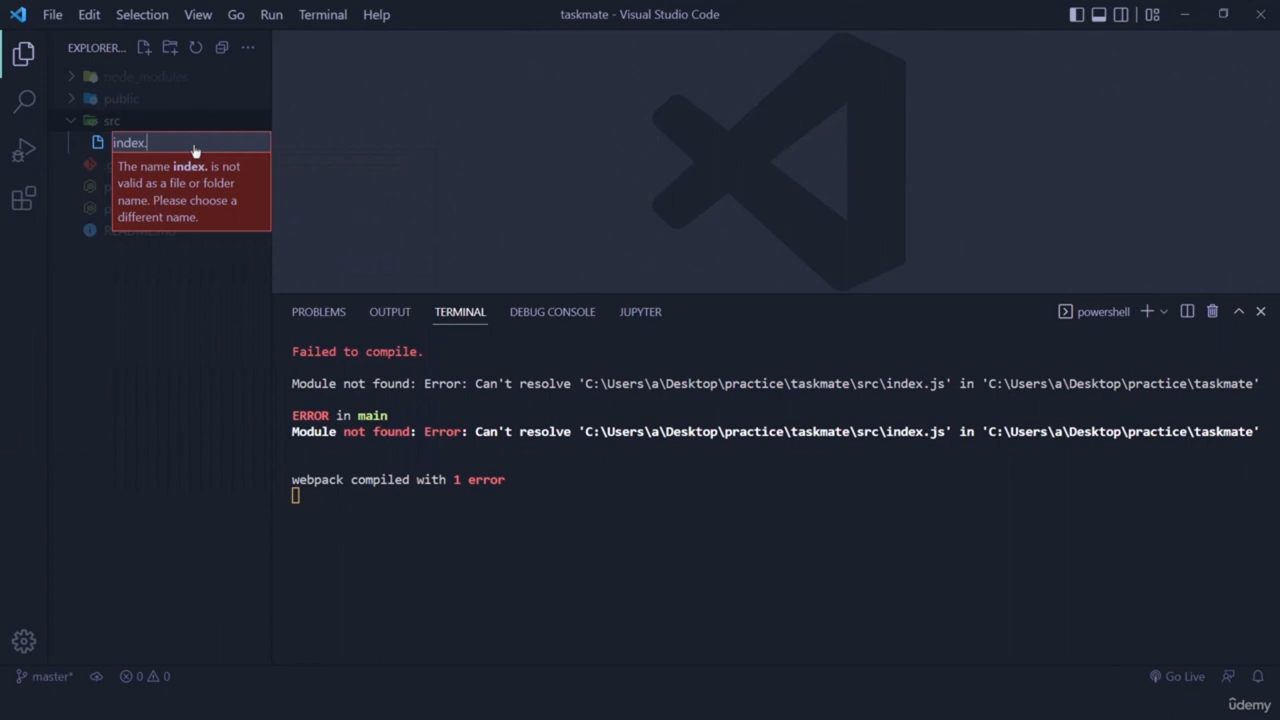 File Edit Selection View Go Run Terminal Help
taskmate - Visual Studio Code
EXPLORER...
node_modules
public
src
index.
The name index. is not
valid as a file or folder
name. Please choose a
different name.
README.md
PROBLEMS OUTPUT TERMINAL DEBUG CONSOLE JUPYTER
powershell
Failed to compile.
Module not found: Error: Can't resolve 'C:\Users\a\Desktop\practice\taskmate\src\index.js' in 'C:\Users\a\Desktop\practice\taskmate'
ERROR in main
Module not found: Error: Can't resolve 'C:\Users\a\Desktop\practice\taskmate\src\index.js' in 'C:\Users\a\Desktop\practice\taskmate'
webpack compiled with 1 error
master* 0 0
Go Live
ûdemy